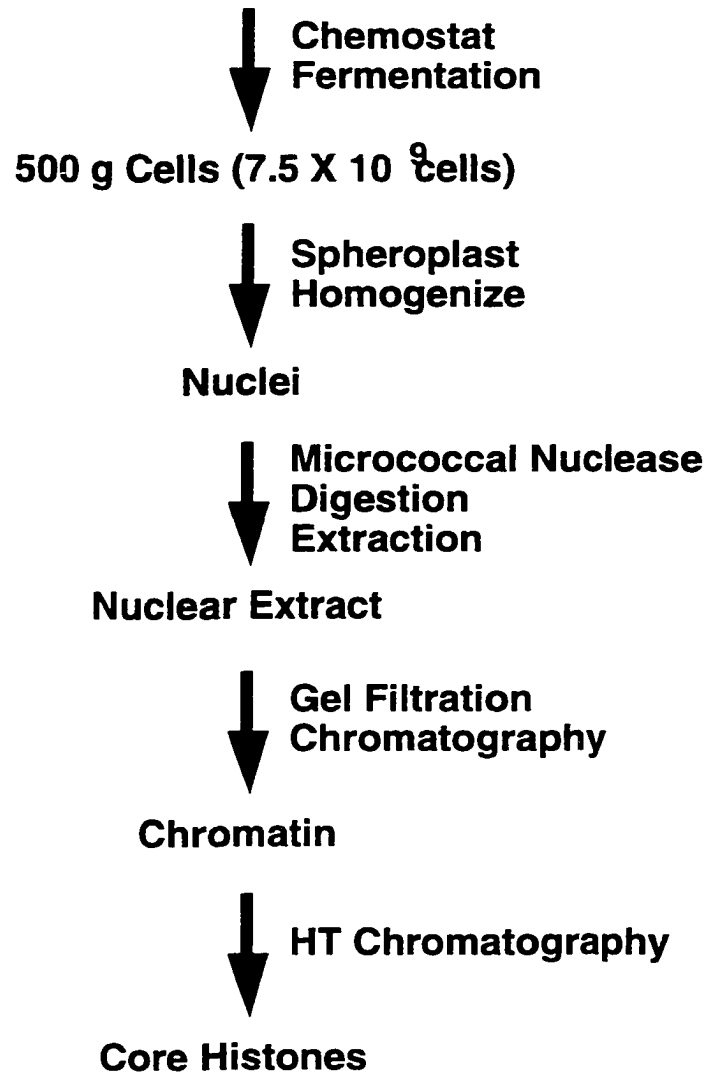 Chemostat
Fermentation
500 g Cells (7.5 X 10 9 cells)
Spheroplast
Homogenize
Nuclei
Micrococcal Nuclease
Digestion
Extraction
Nuclear Extract
Gel Filtration
Chromatography
Chromatin
HT Chromatography
Core Histones